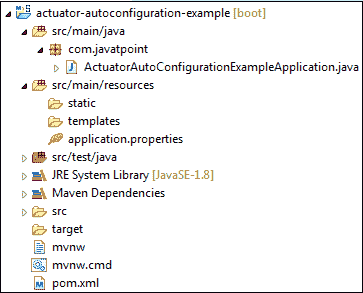 actuator-autoconfiguration-example [boot]
src/main/java
com.javatpoint
ActuatorAutoConfigurationExampleApplication.java
src/main/resources
static
templates
application.properties
src/test/java
JRE System Library [JavaSE-1.8]
Maven Dependencies
src
target
mvnw
mvnw.cmd
pom.xml